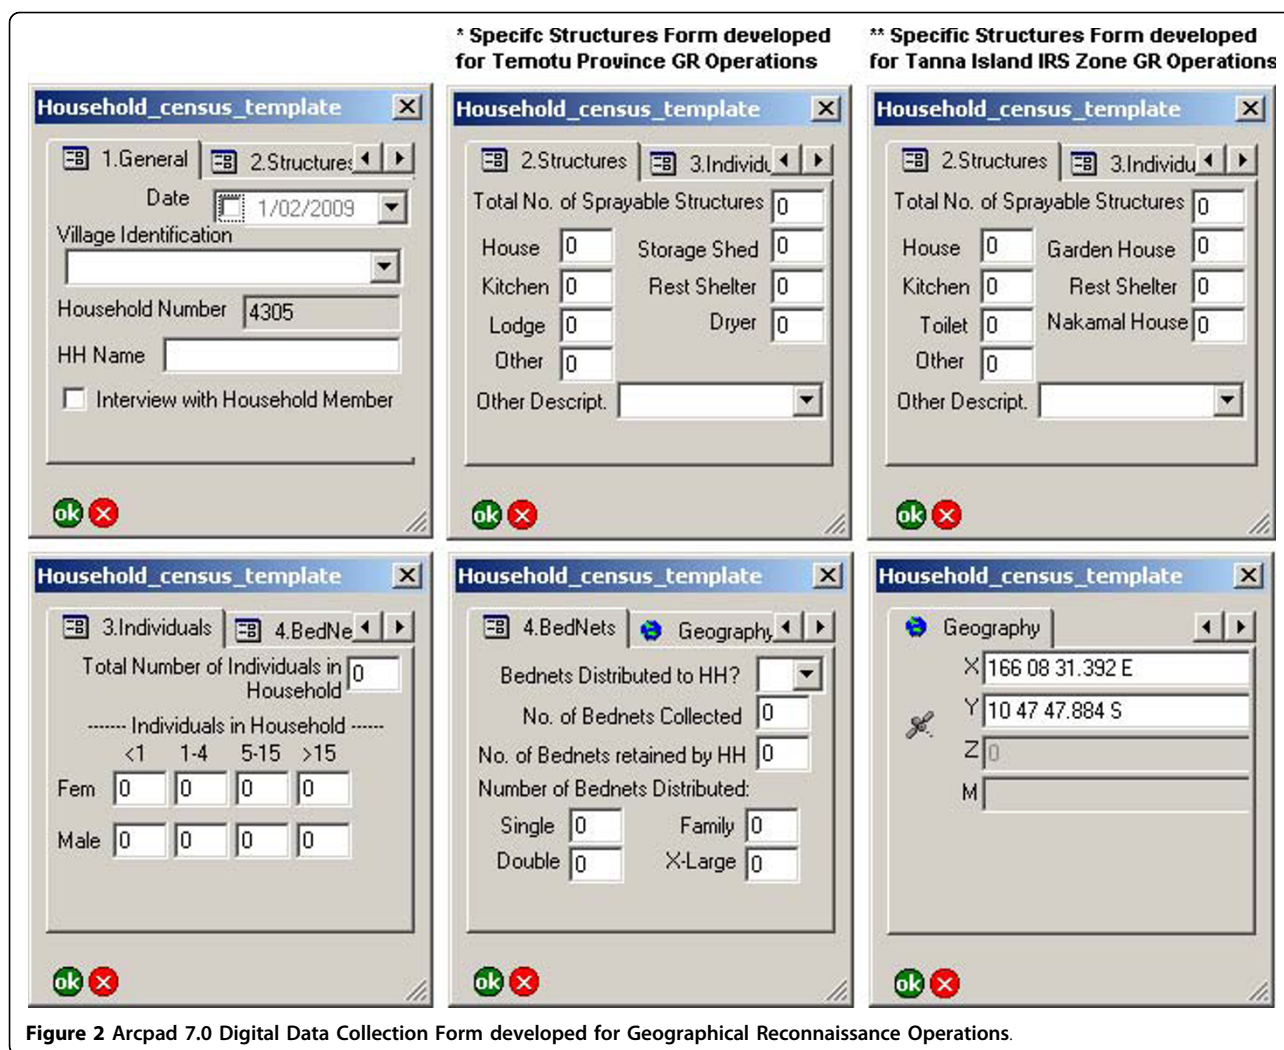 * Specifc Structures Form developed
for Temotu Province GR Operations
** Specific Structures Form developed
for Tanna Island IRS Zone GR Operations
Household_census_template
1.General
2.Structures
Date
1/02/2009
Village Identification
Household Number 4305
HH Name
Interview with Household Member
ok
Household_census_template
2.Structures
3.Individu
Total No. of Sprayable Structures 0
House 0 Storage Shed 0
Kitchen 0 Rest Shelter 0
Lodge 0 Dryer 0
Other 0
Other Descript.
ok
Household_census_template
2.Structures
3.Individu
Total No. of Sprayable Structures 0
House 0 Garden House 0
Kitchen 0 Rest Shelter 0
Toilet 0 Nakamal House 0
Other 0
Other Descript.
ok
Household_census_template
3.Individuals
4.BedNe
Total Number of Individuals in
Household 0
------ Individuals in Household ------
<1 1-4 5-15 >15
Fem 0 0 0 0
Male 0 0 0 0
ok
Household_census_template
4.BedNets
Geography
Bednets Distributed to HH?
No. of Bednets Collected 0
No. of Bednets retained by HH 0
Number of Bednets Distributed:
Single 0 Family 0
Double 0 X-Large 0
ok
Household_census_template
Geography
X 166 08 31.392 E
Y 10 47 47.884 S
Z 0
M
ok
Figure 2 Arcpad 7.0 Digital Data Collection Form developed for Geographical Reconnaissance Operations.